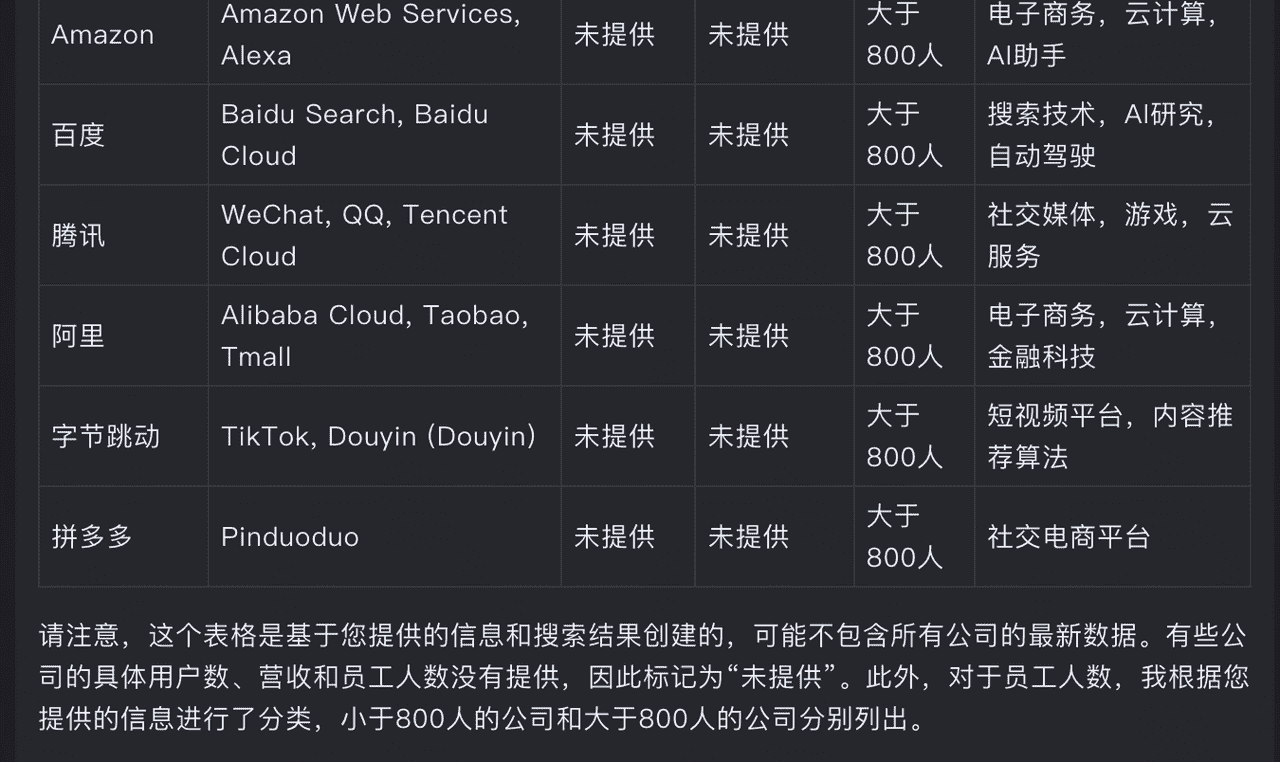 Amazon Web Services,
Amazon
Alexa
未提供
未提供
大于
800人
电子商务，云计算，
AI助手
百度
Baidu Search, Baidu
Cloud
未提供
未提供
大于
800人
搜索技术，AI研究，
自动驾驶
腾讯
WeChat, QQ, Tencent
Cloud
未提供
未提供
大于
800人
社交媒体，游戏，云
服务
阿里
Alibaba Cloud, Taobao,
Tmall
未提供
未提供
大于
800人
电子商务，云计算，
金融科技
字节跳动
TikTok, Douyin (Douyin)
未提供
未提供
大于
800人
短视频平台，内容推
荐算法
拼多多
Pinduoduo
未提供
未提供
大于
800人
社交电商平台
请注意，这个表格是基于您提供的信息和搜索结果创建的，可能不包含所有公司的最新数据。有些公
司的具体用户数、营收和员工人数没有提供，因此标记为“未提供”。此外，对于员工人数，我根据您
提供的信息进行了分类，小于800人的公司和大于800人的公司分别列出。